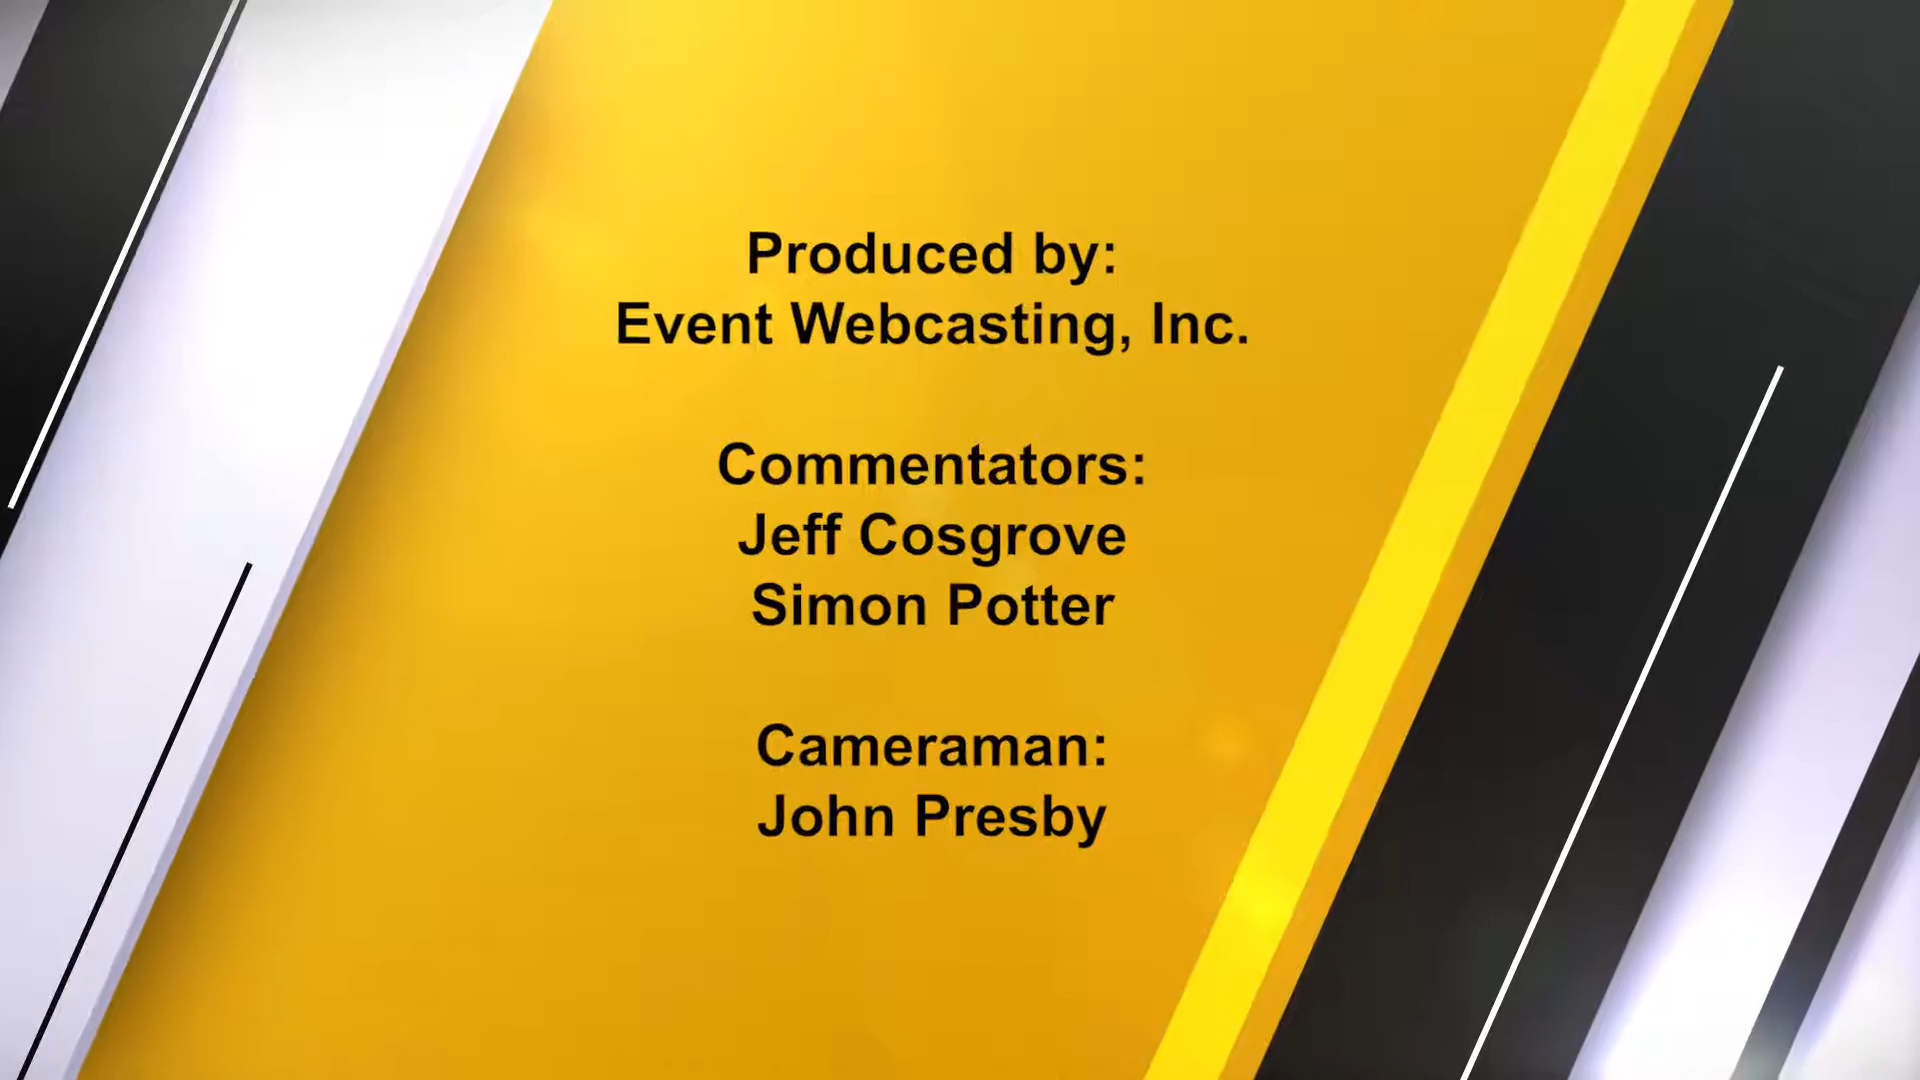 Produced by:
Event Webcasting, Inc.
Commentators:
Jeff Cosgrove
Simon Potter
Cameraman:
John Presby